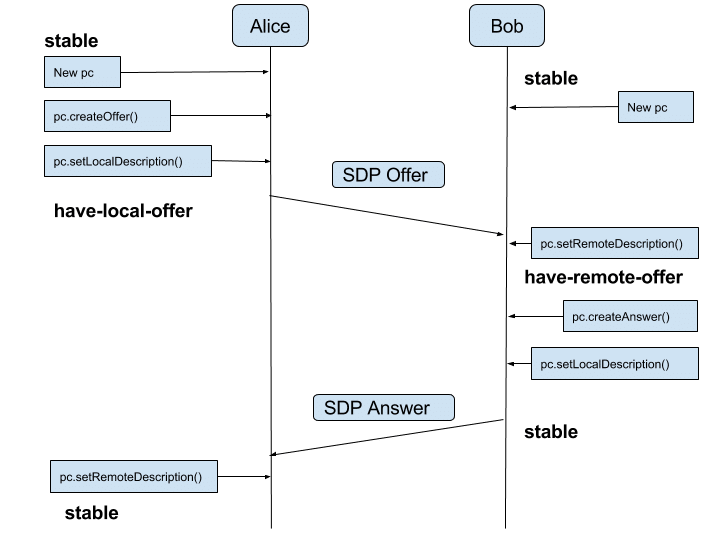 Alice
Bob
stable
New pc
stable
New pc
pc.createOffer()
pc.setLocalDescription()
SDP Offer
have-local-offer
pc.setRemoteDescription()
have-remote-offer
pc.createAnswer()
pc.setLocalDescription()
SDP Answer
stable
pc.setRemoteDescription()
stable